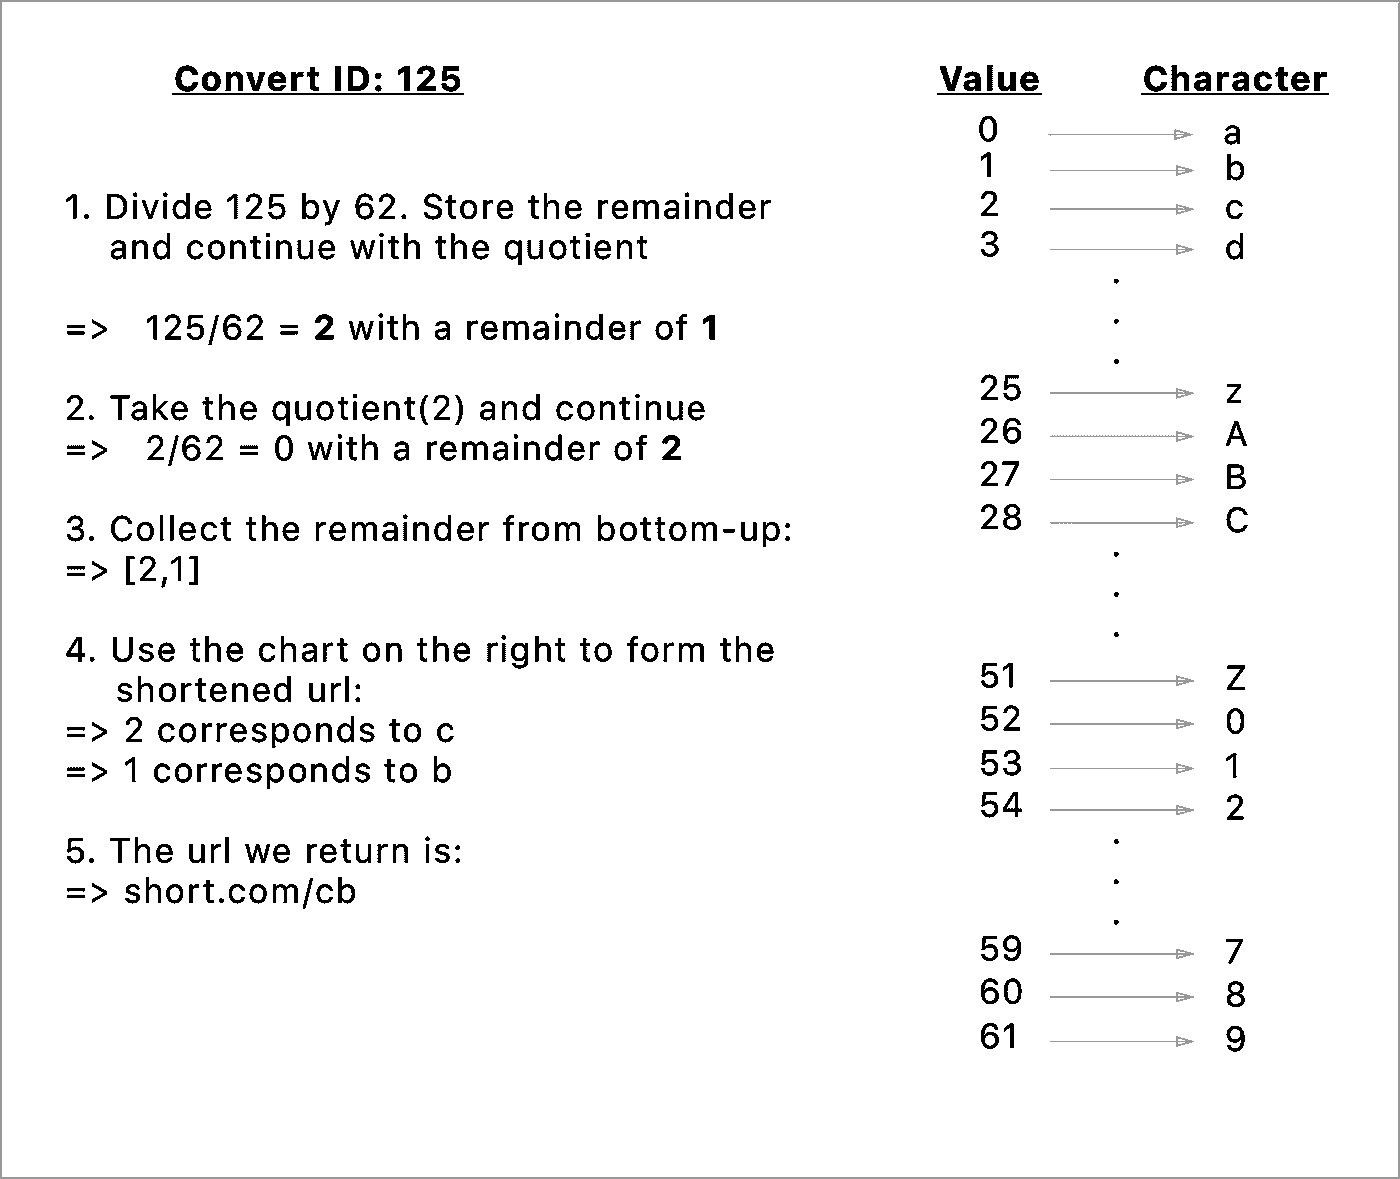 Convert ID: 125
1. Divide 125 by 62. Store the remainder
and continue with the quotient
=> 125/62 = 2 with a remainder of 1
2. Take the quotient(2) and continue
=> 2/62 = 0 with a remainder of 2
3. Collect the remainder from bottom-up:
=> [2,1]
4. Use the chart on the right to form the
shortened url:
=> 2 corresponds to c
=> 1 corresponds to b
5. The url we return is:
=> short.com/cb
Value Character
0 a
1 b
2 c
3 d
.
.
.
25 z
26 A
27 B
28 C
.
.
.
51 Z
52 0
53 1
54 2
.
.
.
59 7
60 8
61 9